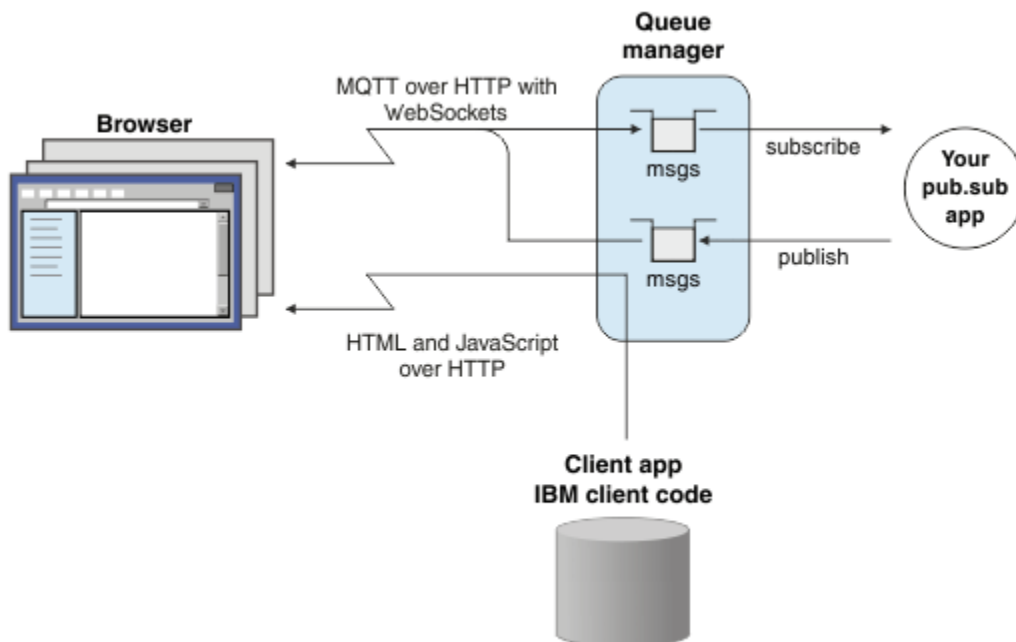 Queue
manager
MQTT over HTTP with
WebSockets
Browser
msgs
subscribe
Your
pub.sub
app
msgs
publish
HTML and JavaScript
over HTTP
Client app
IBM client code